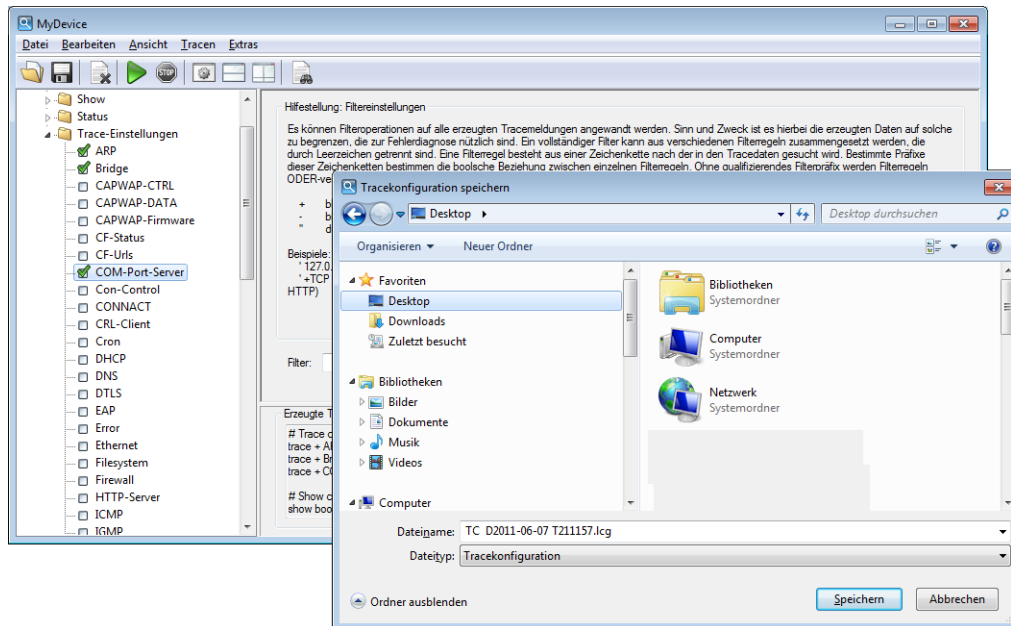 MyDevice
Datei Bearbeiten Ansicht Tracen Extras
STOP
Show
Status
Trace-Einstellungen
ARP
Bridge
CAPWAP-CTRL
CAPWAP-DATA
CAPWAP-Firmware
CF-Status
CF-Urls
COM-Port-Server
Con-Control
CONNACT
CRL-Client
Cron
DHCP
DNS
DTLS
EAP
Error
Ethernet
Filesystem
Firewall
HTTP-Server
ICMP
IGMP
Hilfestellung: Filtereinstellungen
Es können Filteroperationen auf alle erzeugten Tracemeldungen angewandt werden. Sinn und Zweck ist es hierbei die erzeugten Daten auf solche
zu begrenzen, die zur Fehlerdiagnose nützlich sind. Ein vollständiger Filter kann aus verschiedenen Filterregeln zusammengesetzt werden, die
durch Leerzeichen getrennt sind. Eine Filterregel besteht aus einer Zeichenkette nach der in den Tracedaten gesucht wird. Bestimmte Präfixe
dieser Zeichenketten bestimmen die boolsche Beziehung zwischen einzelnen Filterregeln. Ohne qualifizierendes Filterpräfix werden Filterregeln
ODER-ve
+ b
- b
" d
Beispiele:
' 127.0.
' +TCP
HTTP)
Filter:
Erzeugte T
# Trace c
trace + A
trace + Br
trace + CO
# Show c
show boo
Tracekonfiguration speichern
Desktop
Desktop durchsuchen
Organisieren Neuer Ordner
Favoriten
Desktop
Downloads
Zuletzt besucht
Bibliotheken
Bilder
Dokumente
Musik
Videos
Computer
Bibliotheken
Systemordner
Computer
Systemordner
Netzwerk
Systemordner
Dateiname: TC D2011-06-07 T211157.lcg
Dateityp: Tracekonfiguration
Ordner ausblenden
Speichern Abbrechen